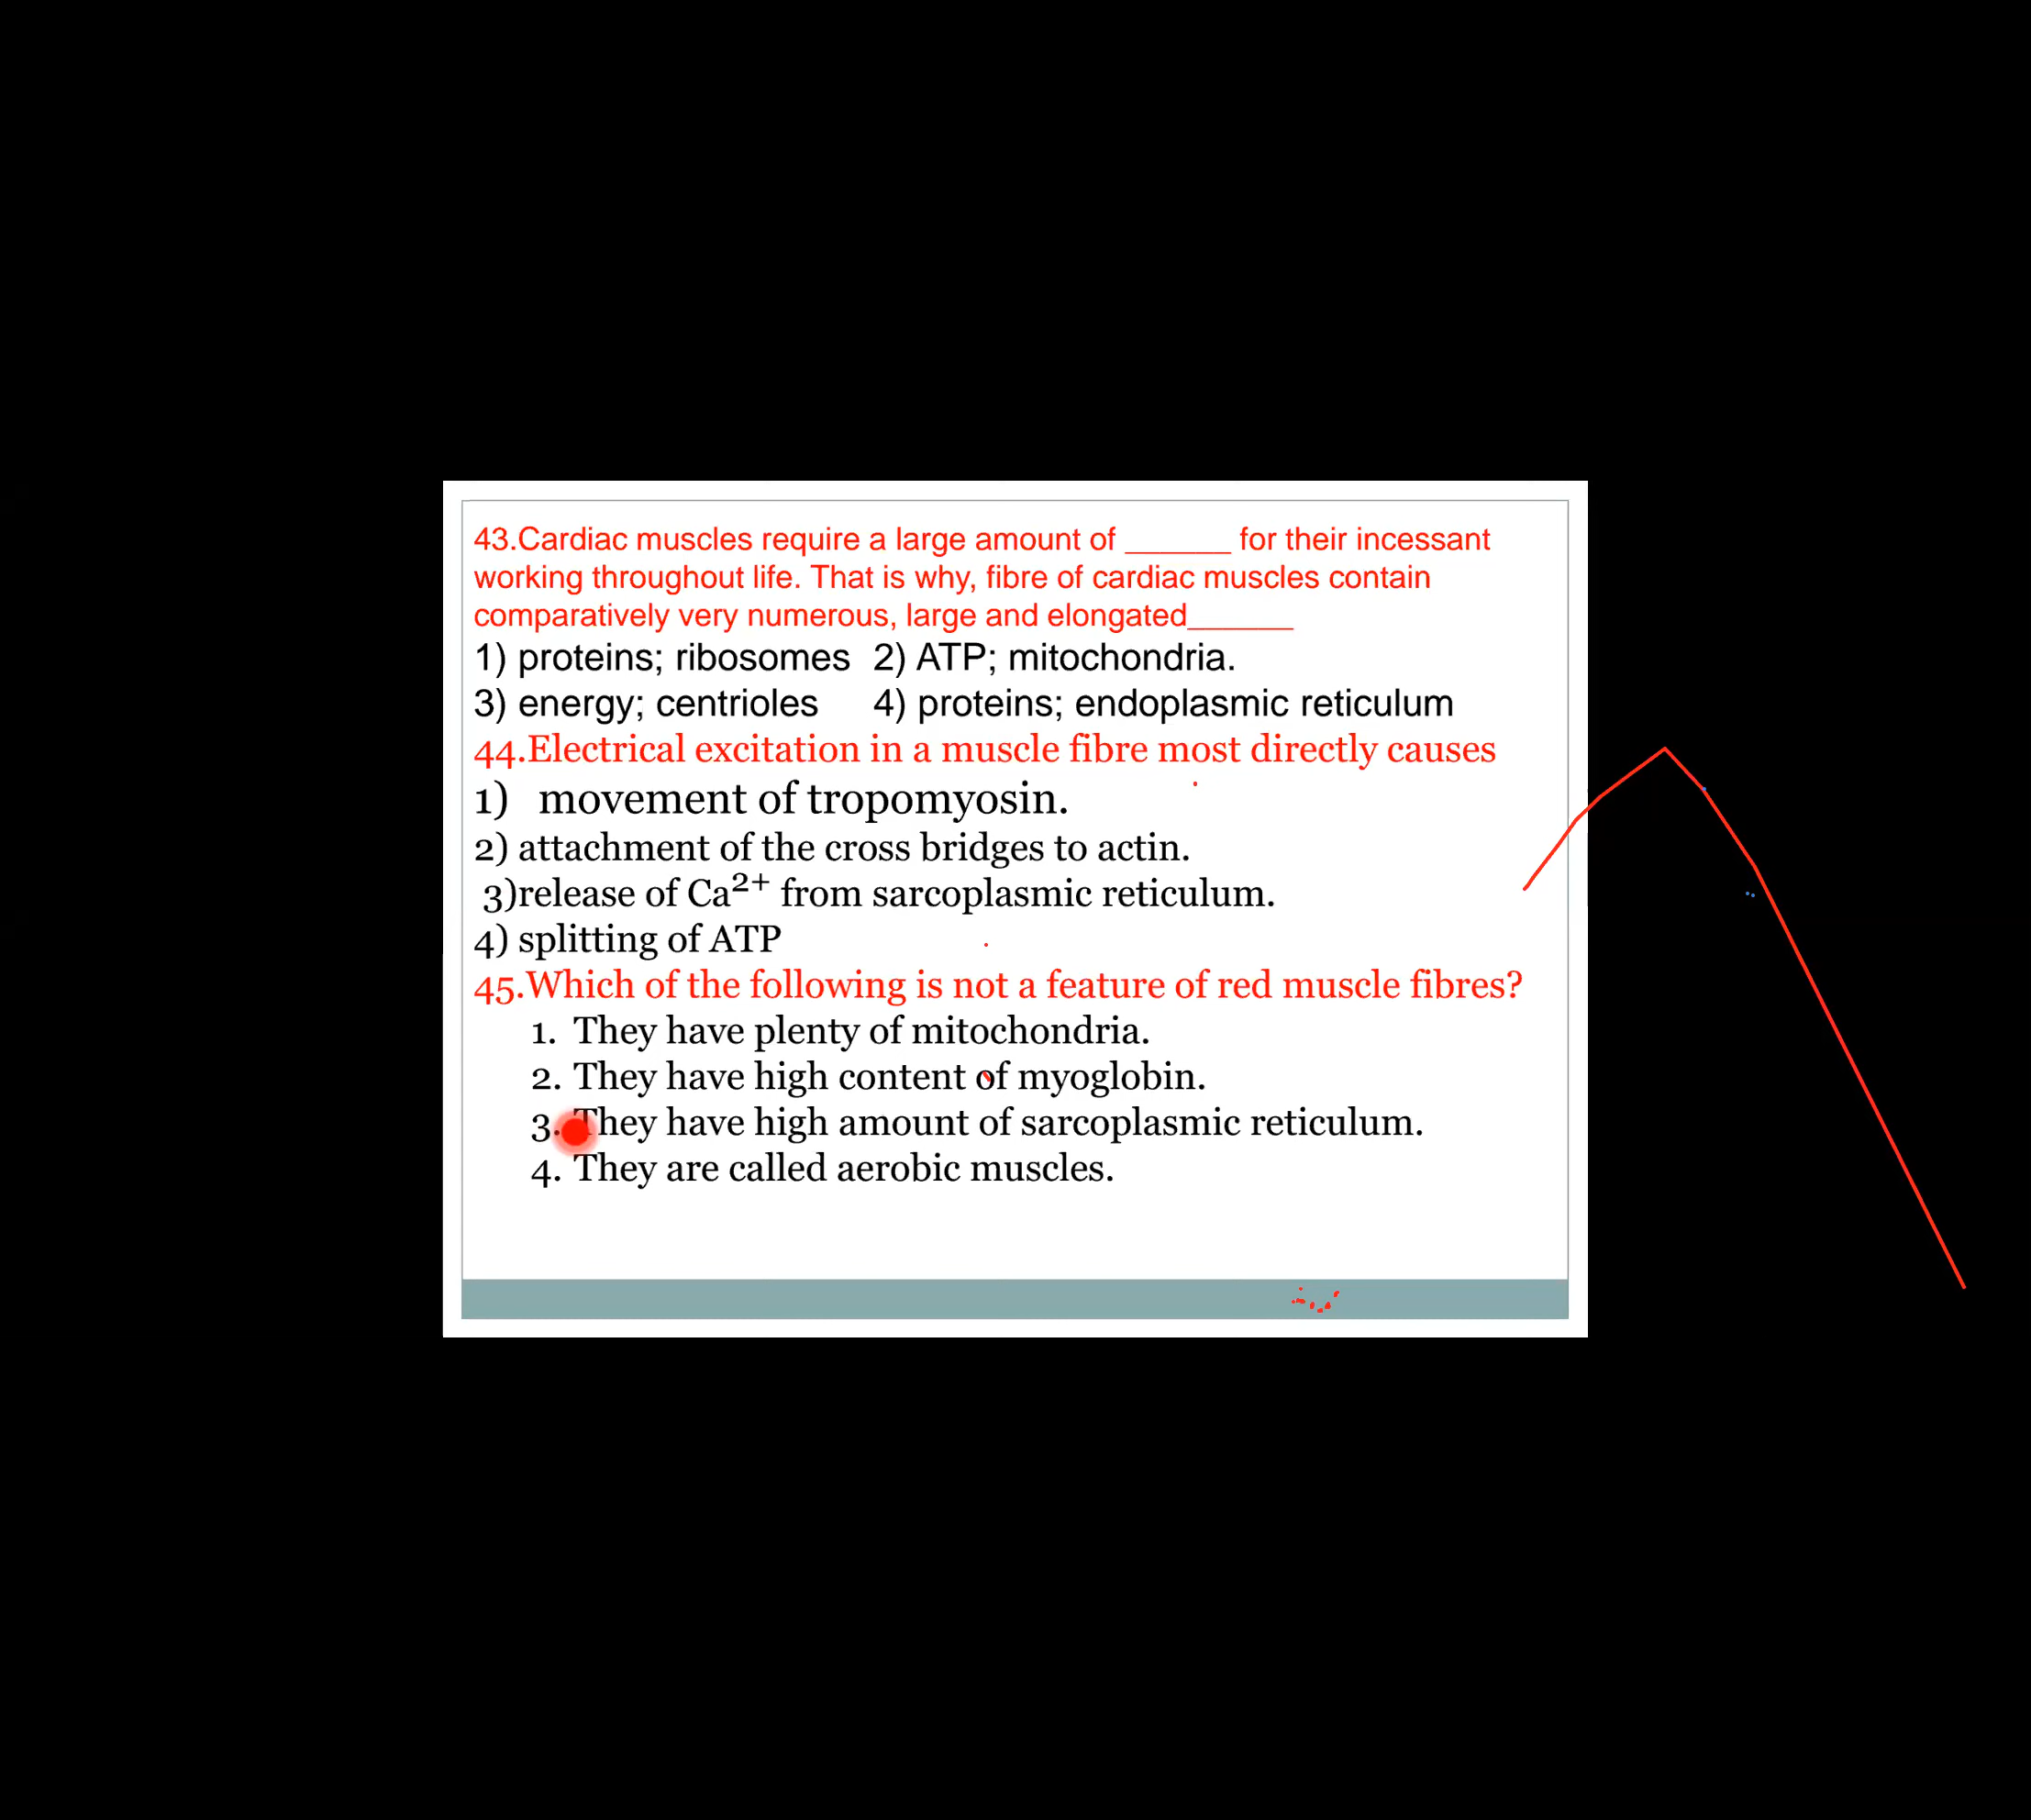 43.Cardiac muscles require a large amount of ______ for their incessant
working throughout life. That is why, fibre of cardiac muscles contain
comparatively very numerous, large and elongated______
1) proteins; ribosomes 2) ATP; mitochondria.
3) energy; centrioles 4) proteins; endoplasmic reticulum
44.Electrical excitation in a muscle fibre most directly causes
1) movement of tropomyosin.
2) attachment of the cross bridges to actin.
3)release of Ca²⁺ from sarcoplasmic reticulum.
4) splitting of ATP
45.Which of the following is not a feature of red muscle fibres?
1. They have plenty of mitochondria.
2. They have high content of myoglobin.
3. They have high amount of sarcoplasmic reticulum.
4. They are called aerobic muscles.